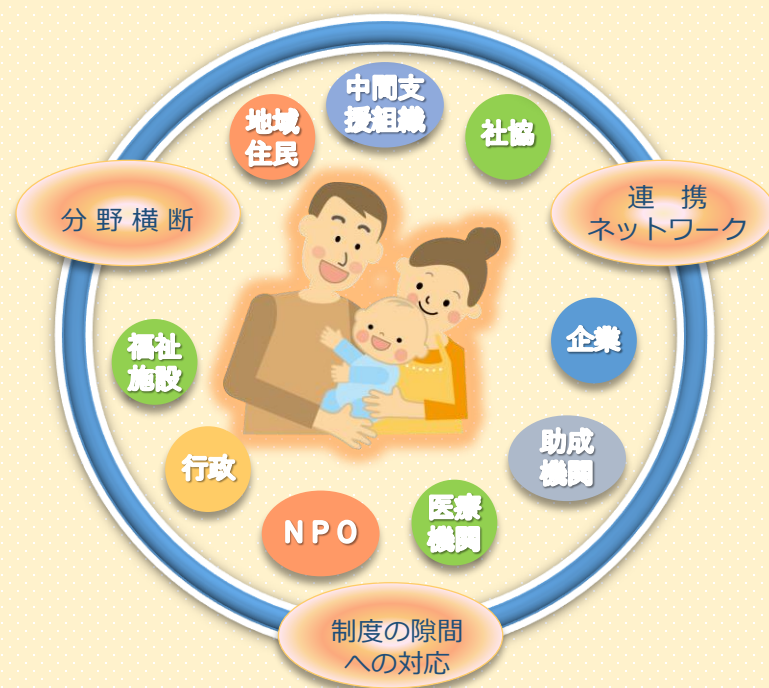 中間支
援組織
地域
住民
社協
分野横断
連　携
ネットワーク
福祉
施設
企業
行政
助成
機関
NPO
医療
機関
制度の隙間
への対応